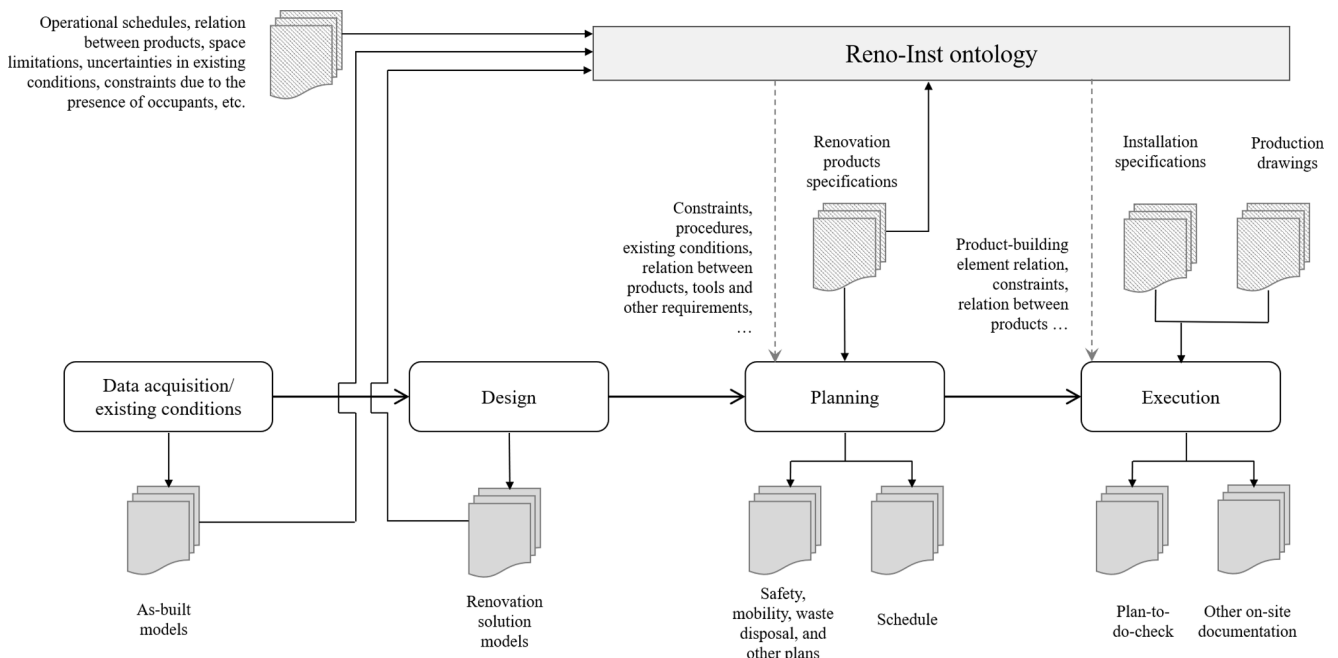 Operational schedules, relation
between products, space
limitations, uncertainties in existing
conditions, constraints due to the
presence of occupants, etc.
Reno-Inst ontology
Renovation
products
specifications
Installation
specifications
Production
drawings
Constraints,
procedures,
existing conditions,
relation between
products, tools and
other requirements,
…
Product-building
element relation,
constraints,
relation between
products …
Data acquisition/
existing conditions
Design
Planning
Execution
As-built
models
Renovation
solution
models
Safety,
mobility, waste
disposal, and
other plans
Schedule
Plan-to-
do-check
Other on-site
documentation